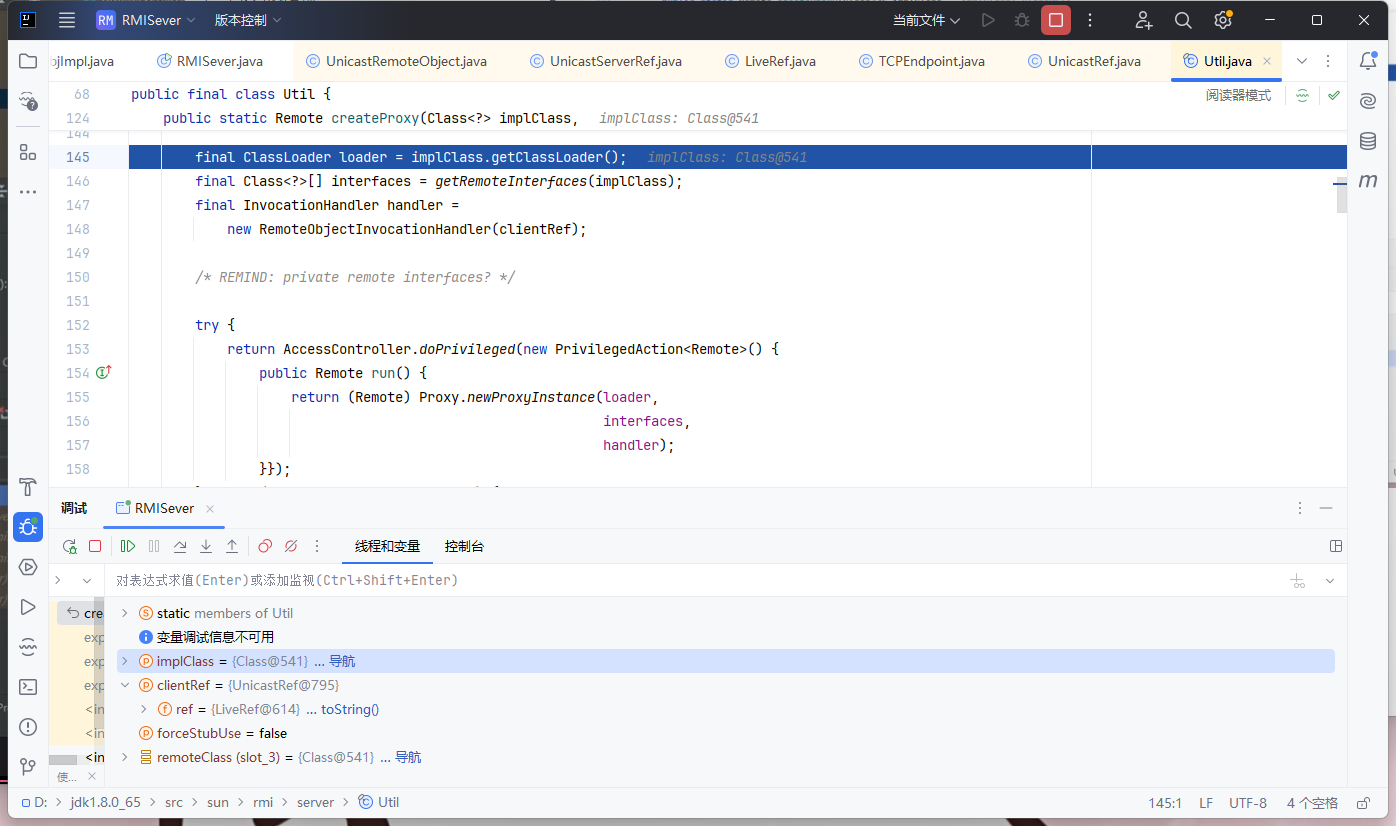 RM RMISever 版本控制 当前文件
ojImpl.java RMISever.java UnicastRemoteObject.java UnicastServerRef.java LiveRef.java TCPEndpoint.java UnicastRef.java Util.java
68 public final class Util { 阅读器模式
124 public static Remote createProxy(Class<?> implClass, implClass: Class@541
144
145 final ClassLoader loader = implClass.getClassLoader(); implClass: Class@541
146 final Class<?>[] interfaces = getRemoteInterfaces(implClass);
147 final InvocationHandler handler =
148 new RemoteObjectInvocationHandler(clientRef);
149
150 /* REMIND: private remote interfaces? */
151
152 try {
153 return AccessController.doPrivileged(new PrivilegedAction<Remote>() {
154 public Remote run() {
155 return (Remote) Proxy.newProxyInstance(loader,
156 interfaces,
157 handler);
158 }});
调试 RMISever
线程和变量 控制台
对表达式求值(Enter)或添加监视(Ctrl+Shift+Enter)
cre static members of Util
exp 变量调试信息不可用
exp implClass = {Class@541} ... 导航
exp clientRef = {UnicastRef@795}
<in ref = {LiveRef@614} ... toString()
<in forceStubUse = false
<in remoteClass (slot_3) = {Class@541} ... 导航
使...
D: > jdk1.8.0_65 > src > sun > rmi > server > Util 145:1 LF UTF-8 4 个空格